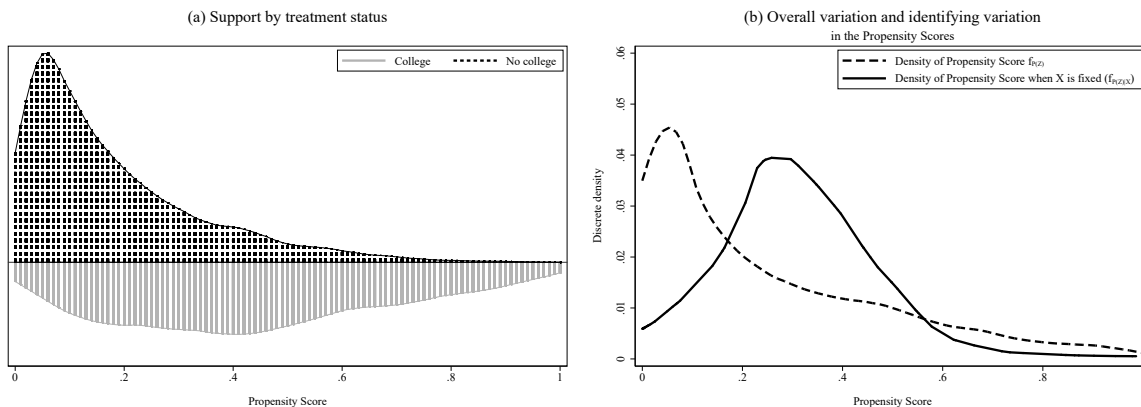 (a) Support by treatment status
College
No college
0
.2
.4
.6
.8
1
Propensity Score
(b) Overall variation and identifying variation
in the Propensity Scores
Density of Propensity Score f P(Z)
Density of Propensity Score when X is fixed (f P(Z)|X)
Discrete density
.06
.05
.04
.03
.02
.01
0
0
.2
.4
.6
.8
Propensity Score